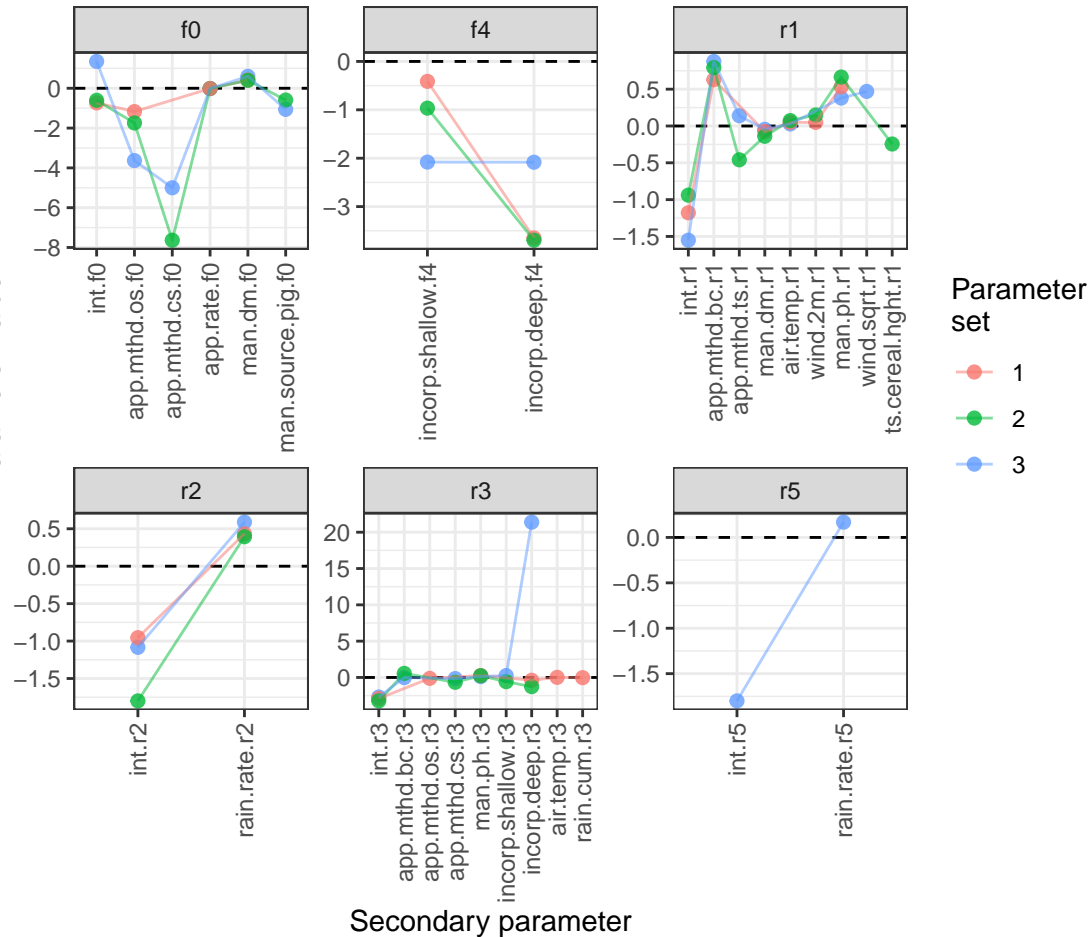 f0
f4
r1
0
−2
−4
−6
−8
0
−1
−2
−3
0.5
0.0
−0.5
−1.0
−1.5
int.f0
app.mthd.os.f0
app.mthd.cs.f0
app.rate.f0
man.dm.f0
man.source.pig.f0
incorp.shallow.f4
incorp.deep.f4
int.r1
app.mthd.bc.r1
app.mthd.ts.r1
man.dm.r1
air.temp.r1
wind.2m.r1
man.ph.r1
wind.sqrt.r1
ts.cereal.hght.r1
Parameter
set
1
2
3
r2
r3
r5
0.5
0.0
−0.5
−1.0
−1.5
20
15
10
5
0
0.0
−0.5
−1.0
−1.5
int.r2
rain.rate.r2
int.r3
app.mthd.bc.r3
app.mthd.os.r3
app.mthd.cs.r3
man.ph.r3
incorp.shallow.r3
incorp.deep.r3
air.temp.r3
rain.cum.r3
int.r5
rain.rate.r5
Secondary parameter